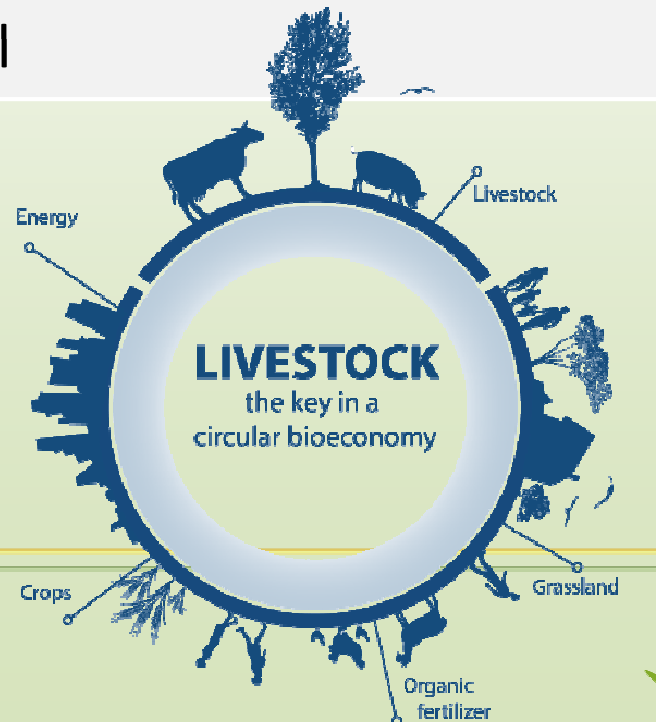 Livestock
Energy
LIVESTOCK
the key in a
circular bioeconomy
Grassland
Crops
Organic
fertilizer